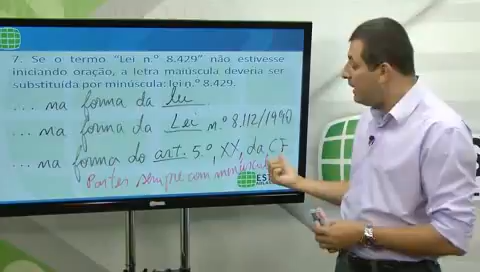 7. Se o termo "Lei n.º 8.429" não estivesse
iniciando oração, a letra maiúscula deveria ser
substituída por minúscula: lei n.º 8.429.
... na forma da lei.
... na forma da Lei n.º 8.112/1990
... na forma do art. 5.º, XX, da CF
Partes sempre com minúscula